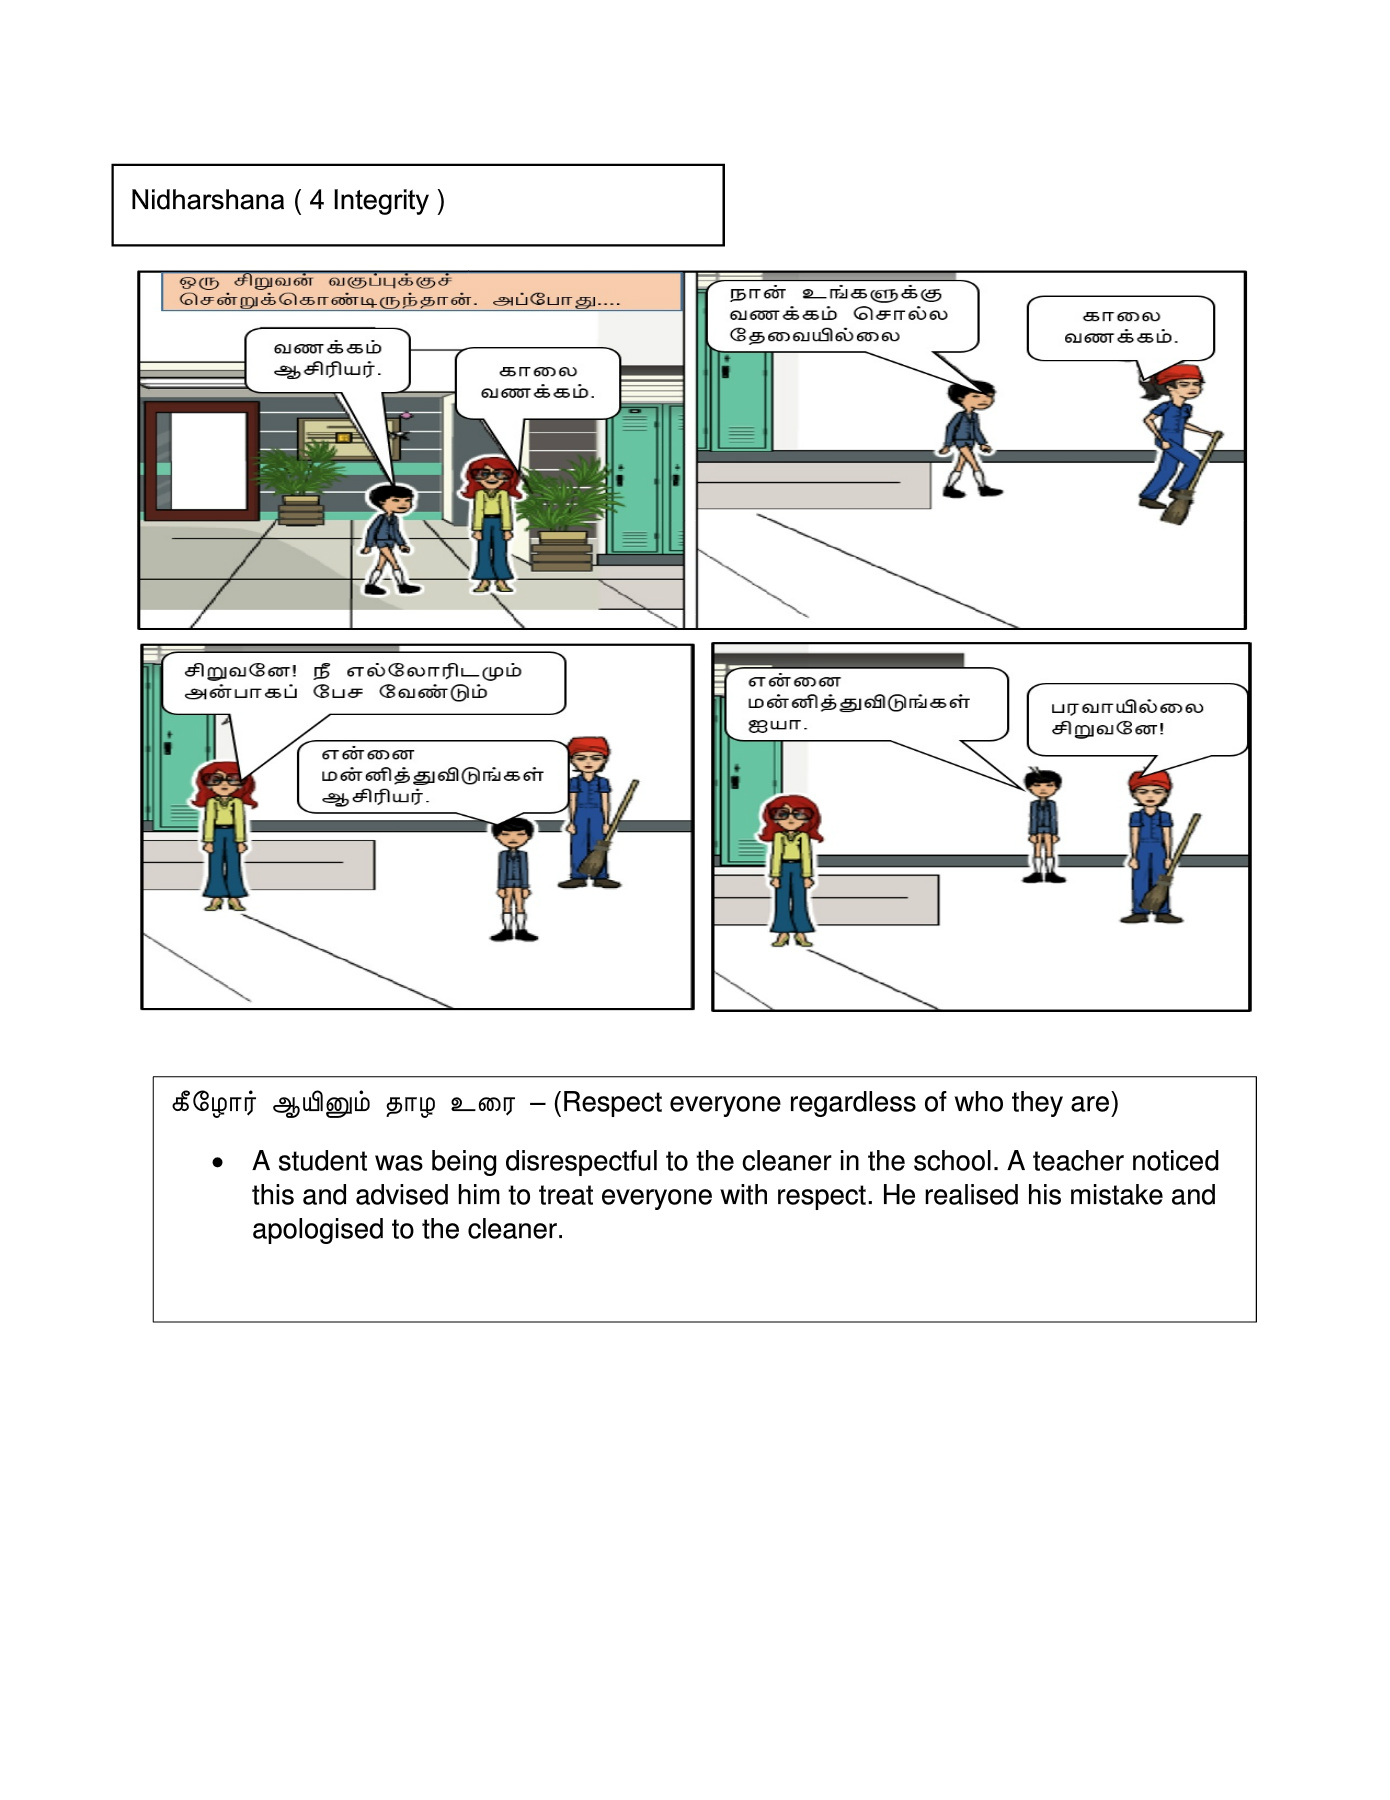 Nidharshana ( 4 Integrity )
ஒரு சிறுவன் வகுப்புக்குச்
சென்றுக்கொண்டிருந்தான். அப்போது....
வணக்கம்
ஆசிரியர்.
காலை
வணக்கம்.
நான் உங்களுக்கு
வணக்கம் சொல்ல
தேவையில்லை
காலை
வணக்கம்.
சிறுவனே! நீ எல்லோரிடமும்
அன்பாகப் பேச வேண்டும்
என்னை
மன்னித்துவிடுங்கள்
ஆசிரியர்.
என்னை
மன்னித்துவிடுங்கள்
ஐயா.
பரவாயில்லை
சிறுவனே!
கீழோர் ஆயினும் தாழ உரை – (Respect everyone regardless of who they are)
• A student was being disrespectful to the cleaner in the school. A teacher noticed
this and advised him to treat everyone with respect. He realised his mistake and
apologised to the cleaner.